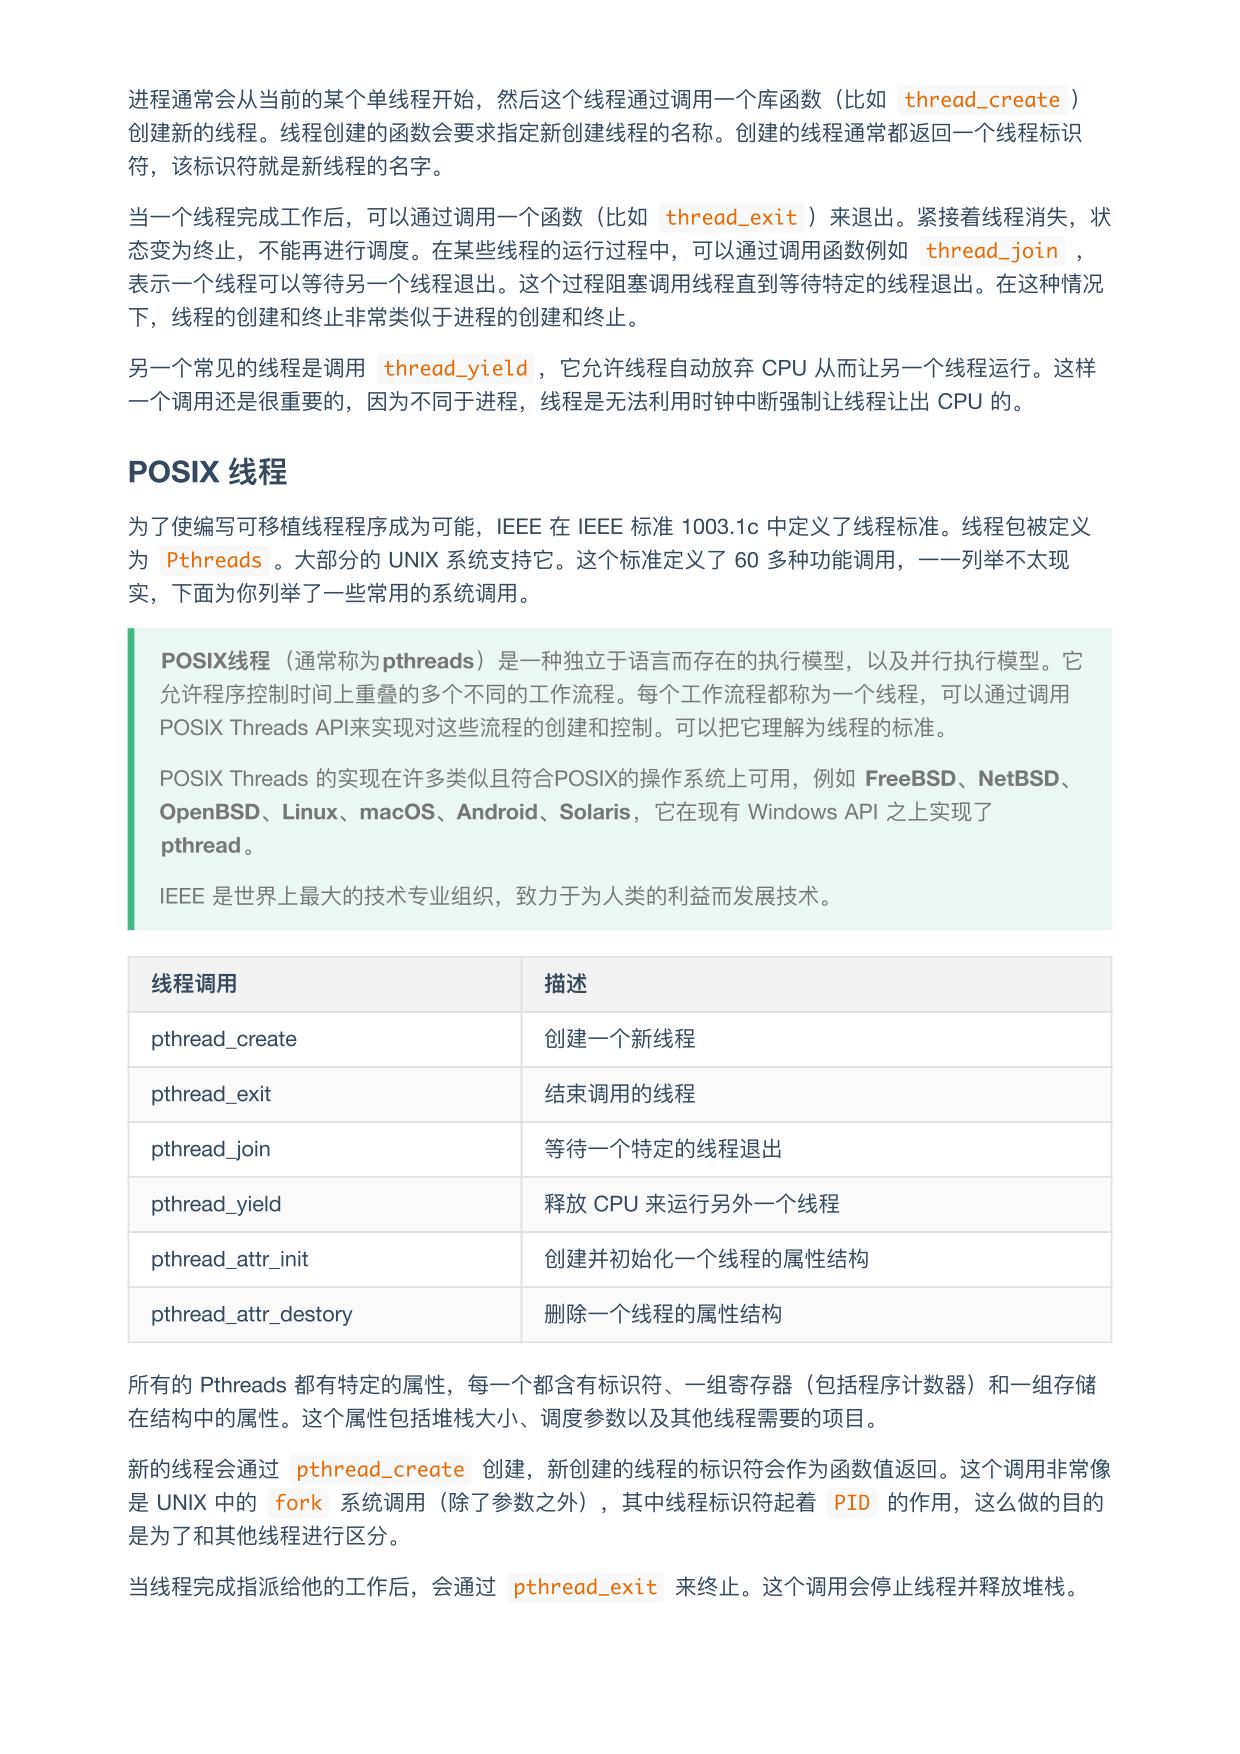 进程通常会从当前的某个单线程开始，然后这个线程通过调用一个库函数（比如 thread_create ）
创建新的线程。线程创建的函数会要求指定新创建线程的名称。创建的线程通常都返回一个线程标识
符，该标识符就是新线程的名字。
当一个线程完成工作后，可以通过调用一个函数（比如 thread_exit ）来退出。紧接着线程消失，状
态变为终止，不能再进行调度。在某些线程的运行过程中，可以通过调用函数例如 thread_join ，
表示一个线程可以等待另一个线程退出。这个过程阻塞调用线程直到等待特定的线程退出。在这种情况
下，线程的创建和终止非常类似于进程的创建和终止。
另一个常见的线程是调用 thread_yield ，它允许线程自动放弃 CPU 从而让另一个线程运行。这样
一个调用还是很重要的，因为不同于进程，线程是无法利用时钟中断强制让线程让出 CPU 的。
POSIX 线程
为了使编写可移植线程程序成为可能，IEEE 在 IEEE 标准 1003.1c 中定义了线程标准。线程包被定义
为 Pthreads 。大部分的 UNIX 系统支持它。这个标准定义了 60 多种功能调用，一一列举不太现
实，下面为你列举了一些常用的系统调用。
POSIX线程（通常称为pthreads）是一种独立于语言而存在的执行模型，以及并行执行模型。它
允许程序控制时间上重叠的多个不同的工作流程。每个工作流程都称为一个线程，可以通过调用
POSIX Threads API来实现对这些流程的创建和控制。可以把它理解为线程的标准。
POSIX Threads 的实现在许多类似且符合POSIX的操作系统上可用，例如 FreeBSD、NetBSD、
OpenBSD、Linux、macOS、Android、Solaris，它在现有 Windows API 之上实现了
pthread。
IEEE 是世界上最大的技术专业组织，致力于为人类的利益而发展技术。
线程调用 描述
pthread_create 创建一个新线程
pthread_exit 结束调用的线程
pthread_join 等待一个特定的线程退出
pthread_yield 释放 CPU 来运行另外一个线程
pthread_attr_init 创建并初始化一个线程的属性结构
pthread_attr_destory 删除一个线程的属性结构
所有的 Pthreads 都有特定的属性，每一个都含有标识符、一组寄存器（包括程序计数器）和一组存储
在结构中的属性。这个属性包括堆栈大小、调度参数以及其他线程需要的项目。
新的线程会通过 pthread_create 创建，新创建的线程的标识符会作为函数值返回。这个调用非常像
是 UNIX 中的 fork 系统调用（除了参数之外），其中线程标识符起着 PID 的作用，这么做的目的
是为了和其他线程进行区分。
当线程完成指派给他的工作后，会通过 pthread_exit 来终止。这个调用会停止线程并释放堆栈。